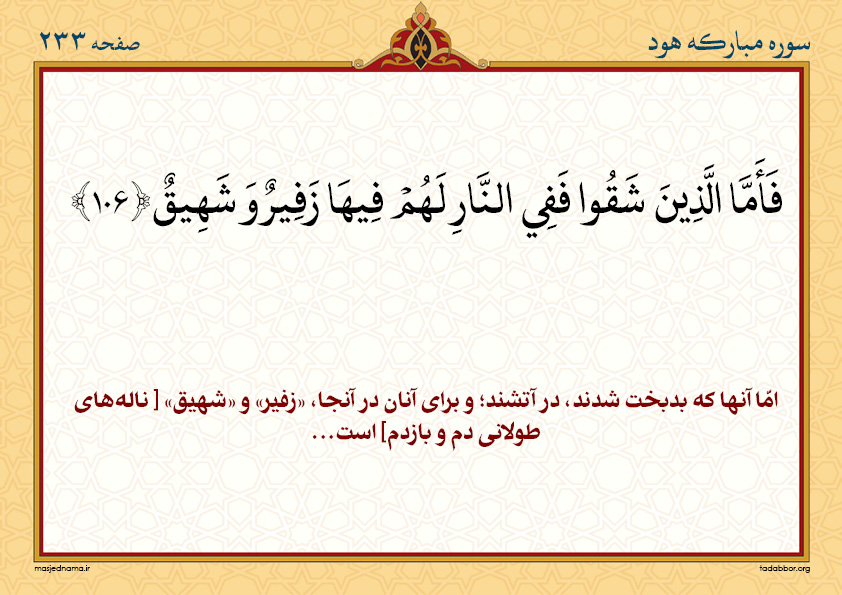 سوره مبارکه هود
صفحه ۲۳۳
فَأَمَّا الَّذِينَ شَقُوا فَفِي النَّارِ لَهُمْ فِيهَا زَفِيرٌ وَ شَهِيقٌ ﴿۱۰۶﴾
امّا آنها که بدبخت شدند، در آتشند؛ و برای آنان در آنجا، «زفیر» و «شهیق» [ ناله‌های
طولانی دم و بازدم] است...
masjednama.ir
tadabbor.org